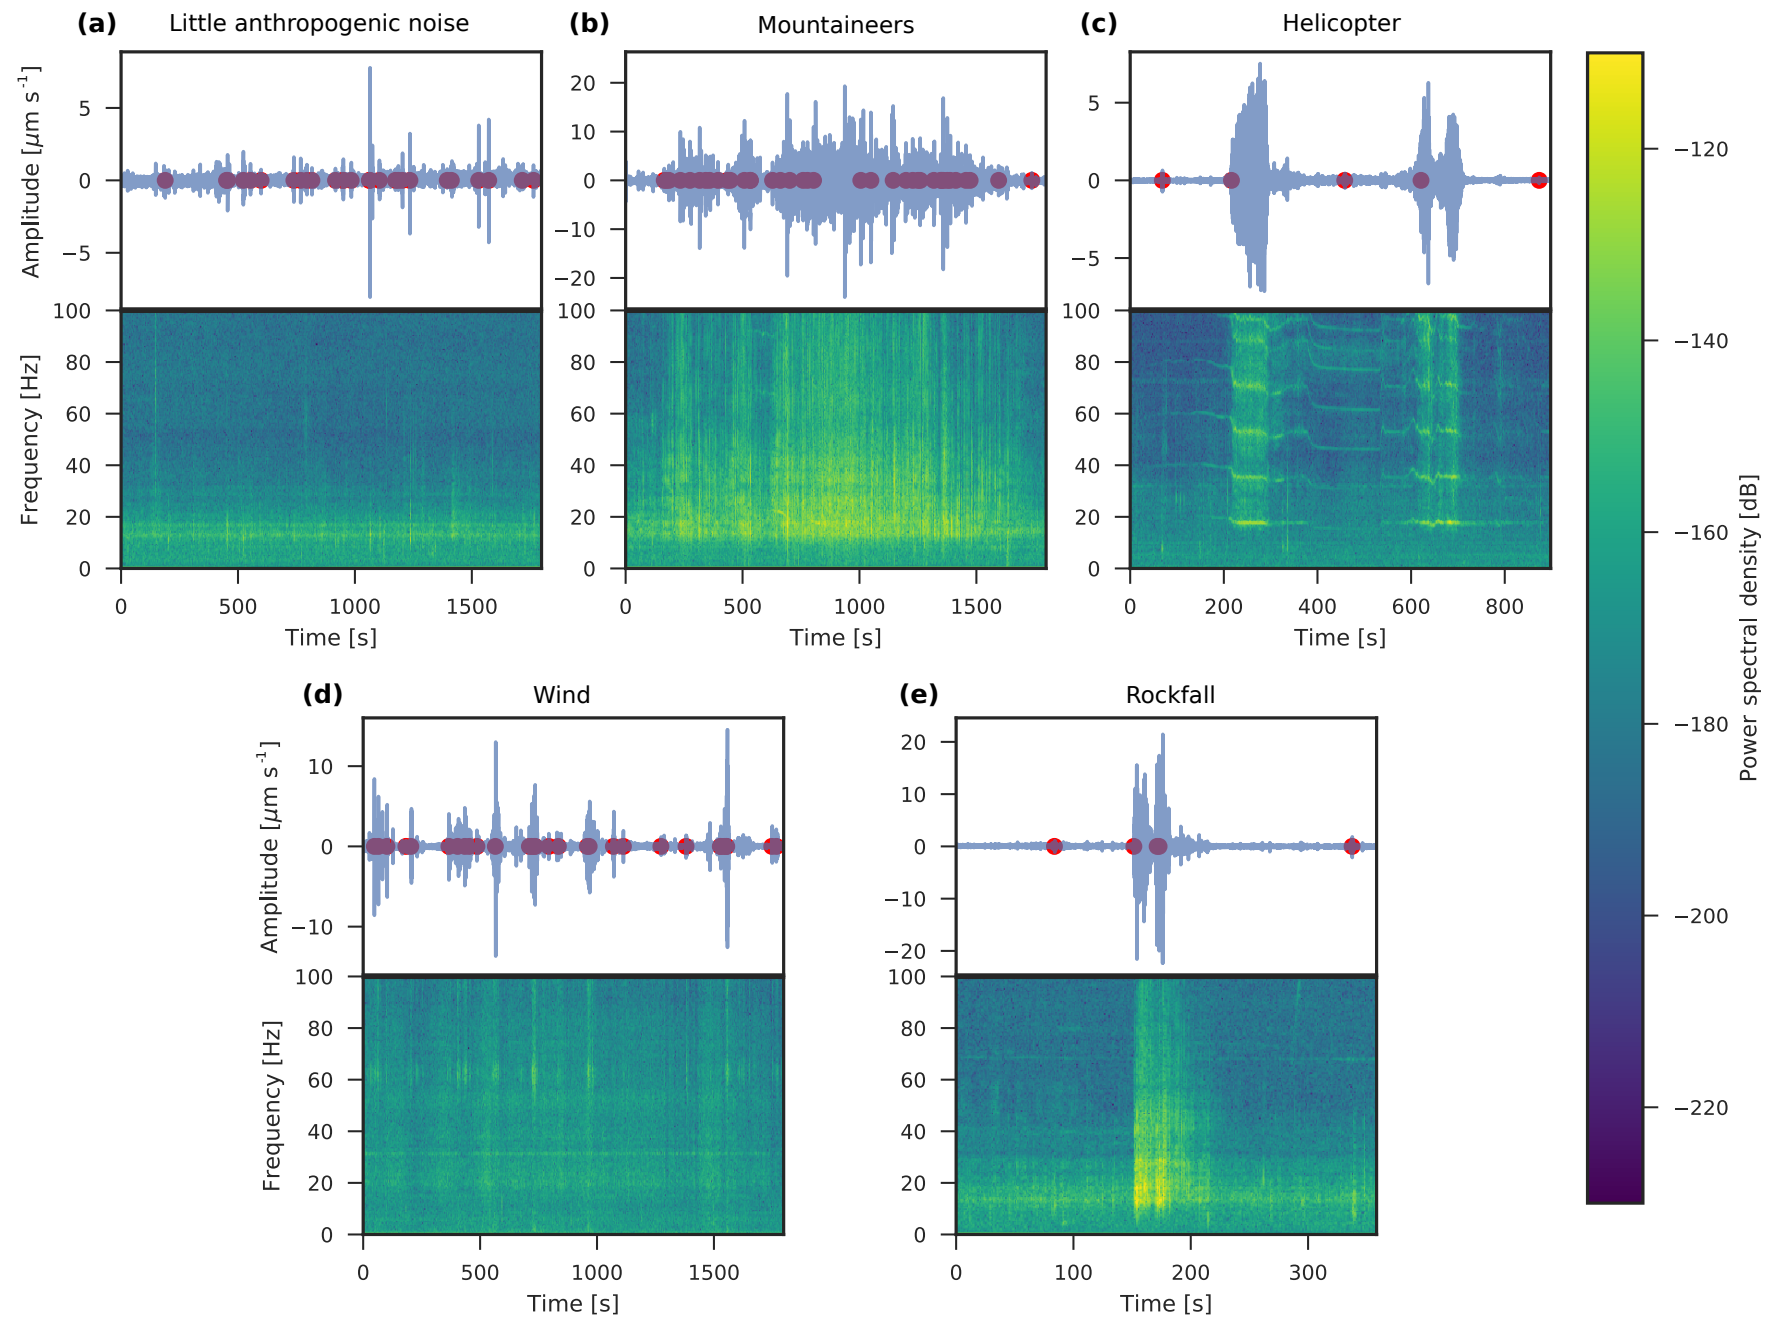 (a) Little anthropogenic noise
(b) Mountaineers
(c) Helicopter
Amplitude [μm s⁻¹]
5
0
−5
20
10
0
−10
−20
5
0
−5
Frequency [Hz]
100
80
60
40
20
0
100
80
60
40
20
0
100
80
60
40
20
0
0 500 1000 1500
0 500 1000 1500
0 200 400 600 800
Time [s]
Time [s]
Time [s]
(d) Wind
(e) Rockfall
Amplitude [μm s⁻¹]
10
0
−10
20
10
0
−10
−20
Frequency [Hz]
100
80
60
40
20
0
Frequency [Hz]
100
80
60
40
20
0
0 500 1000 1500
0 100 200 300
Time [s]
Time [s]
−120
−140
−160
−180
−200
−220
Power spectral density [dB]